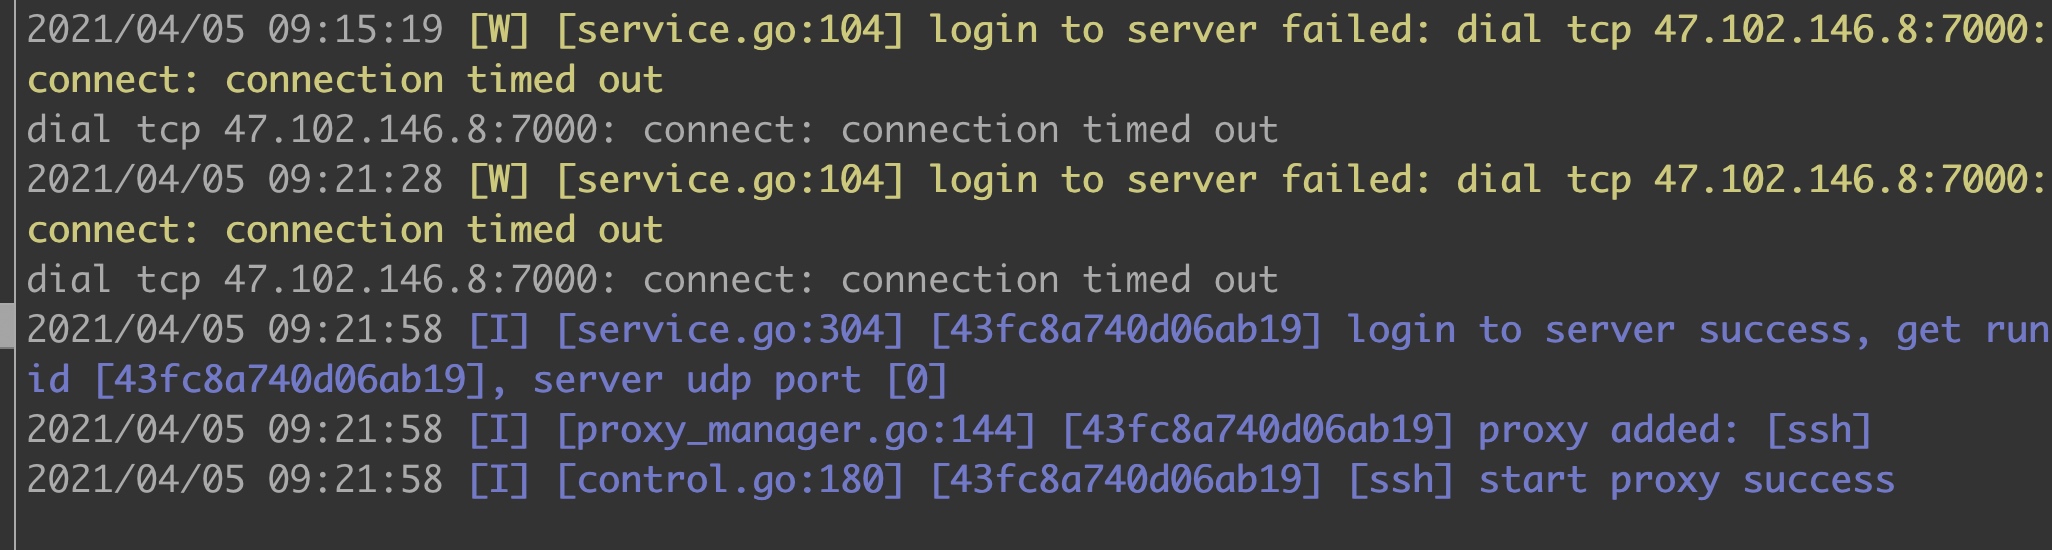 2021/04/05 09:15:19 [W] [service.go:104] login to server failed: dial tcp 47.102.146.8:7000:
connect: connection timed out
dial tcp 47.102.146.8:7000: connect: connection timed out
2021/04/05 09:21:28 [W] [service.go:104] login to server failed: dial tcp 47.102.146.8:7000:
connect: connection timed out
dial tcp 47.102.146.8:7000: connect: connection timed out
2021/04/05 09:21:58 [I] [service.go:304] [43fc8a740d06ab19] login to server success, get run
id [43fc8a740d06ab19], server udp port [0]
2021/04/05 09:21:58 [I] [proxy_manager.go:144] [43fc8a740d06ab19] proxy added: [ssh]
2021/04/05 09:21:58 [I] [control.go:180] [43fc8a740d06ab19] [ssh] start proxy success